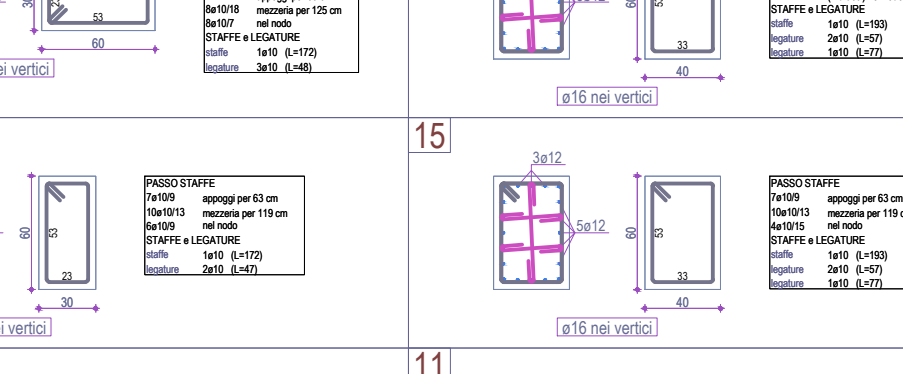 53
60
8ø10/18 mezzeria per 125 cm
8ø10/7 nel nodo
STAFFE e LEGATURE
staffe 1ø10 (L=172)
legature 3ø10 (L=48)
ei vertici
33
40
ø16 nei vertici
STAFFE e LEGATURE
staffe 1ø10 (L=193)
legature 2ø10 (L=57)
legature 1ø10 (L=77)
15
60
53
23
30
i vertici
PASSO STAFFE
7ø10/9 appoggi per 63 cm
10ø10/13 mezzeria per 119 cm
6ø10/9 nel nodo
STAFFE e LEGATURE
staffe 1ø10 (L=172)
legature 2ø10 (L=47)
3ø12
5ø12
60
53
33
40
ø16 nei vertici
PASSO STAFFE
7ø10/9 appoggi per 63 cm
10ø10/13 mezzeria per 119 c
4ø10/15 nel nodo
STAFFE e LEGATURE
staffe 1ø10 (L=193)
legature 2ø10 (L=57)
legature 1ø10 (L=77)
11